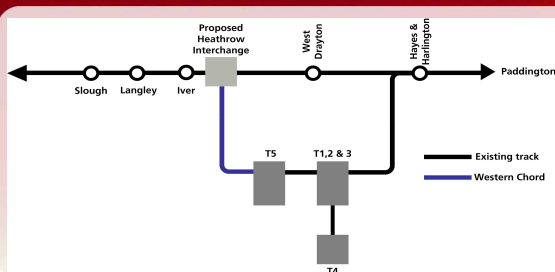 Proposed
Heathrow
Interchange
West
Drayton
Hayes &
Harlington
Paddington
Slough
Langley
Iver
T5
T1,2 & 3
Existing track
Western Chord
T4